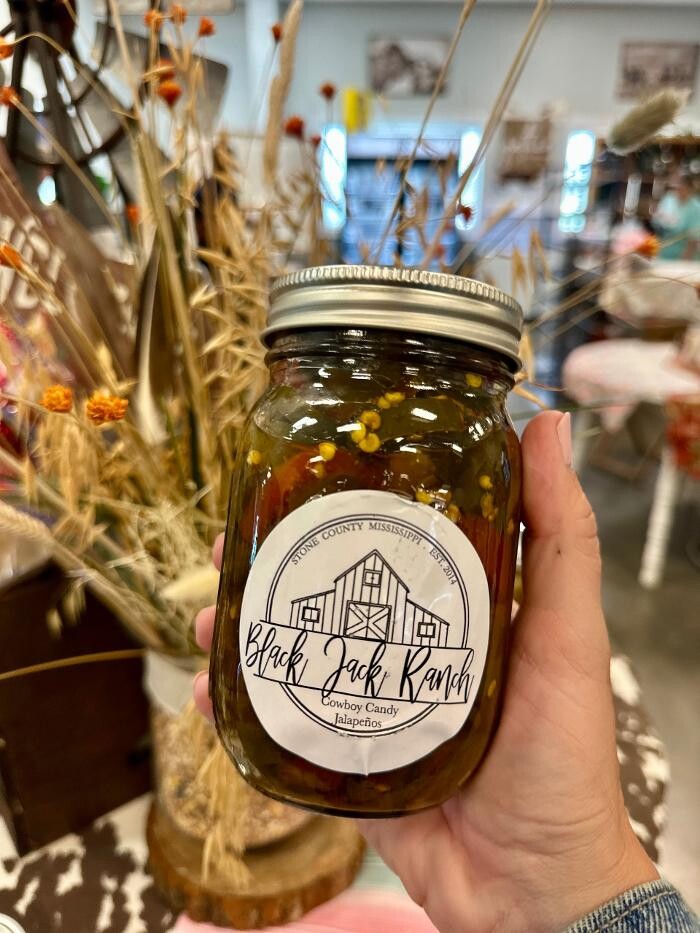 STONE COUNTY MISSISSIPPI EST. 2014
Black Jack Ranch
Cowboy Candy
Jalapeños